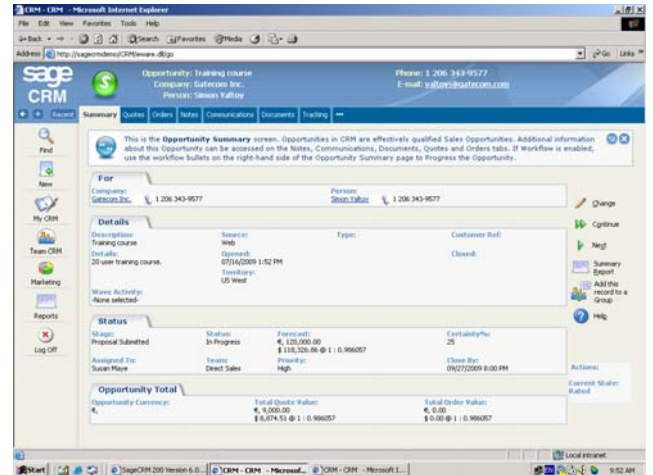 CRM - CRM - Microsoft Internet Explorer
File Edit View Favorites Tools Help
Back Search Favorites Media
Address http://sagecrmdemo/CRM/eware.dll/go Go Links
sage CRM
Opportunity: Training course
Company: Gatecom Inc.
Person: Simon Yaltoy
Phone: 1 206 343-9577
E-mail: yaltoys@gatecom.com
Recent Summary Quotes Orders Notes Communications Documents Tracking
This is the Opportunity Summary screen. Opportunities in CRM are effectively qualified Sales Opportunities. Additional information
about this Opportunity can be accessed on the Notes, Communications, Documents, Quotes and Orders tabs. If Workflow is enabled,
use the workflow bullets on the right-hand side of the Opportunity Summary page to Progress the Opportunity.
Find
New
My CRM
Team CRM
Marketing
Reports
Log Off
For
Company: Person:
Gatecom Inc. 1 206 343-9577 Simon Yaltoy 1 206 343-9577
Details
Description: Source: Type: Customer Ref:
Training course Web
Details: Opened: Closed:
20 user training course. 07/16/2009 1:52 PM
Territory:
US West
Wave Activity:
-None selected-
Status
Stage: Status: Forecast: Certainty%:
Proposal Submitted In Progress €, 120,000.00 25
$ 118,326.86 @ 1 : 0.986057
Assigned To: Team: Priority: Close By:
Susan Maye Direct Sales High 09/27/2009 8:00 PM
Opportunity Total
Opportunity Currency: Total Quote Value: Total Order Value:
€, €, 9,000.00 €, 0.00
$ 8,874.51 @ 1 : 0.986057 $ 0.00 @ 1 : 0.986057
Change
Continue
Next
Summary
Report
Add this
record to a
Group
Help
Actions:
Current State:
Rated
Local intranet
Start SageCRM 200 Version 6.0... CRM - CRM - Microsof... CRM - CRM - Microsoft I... 9:52 AM